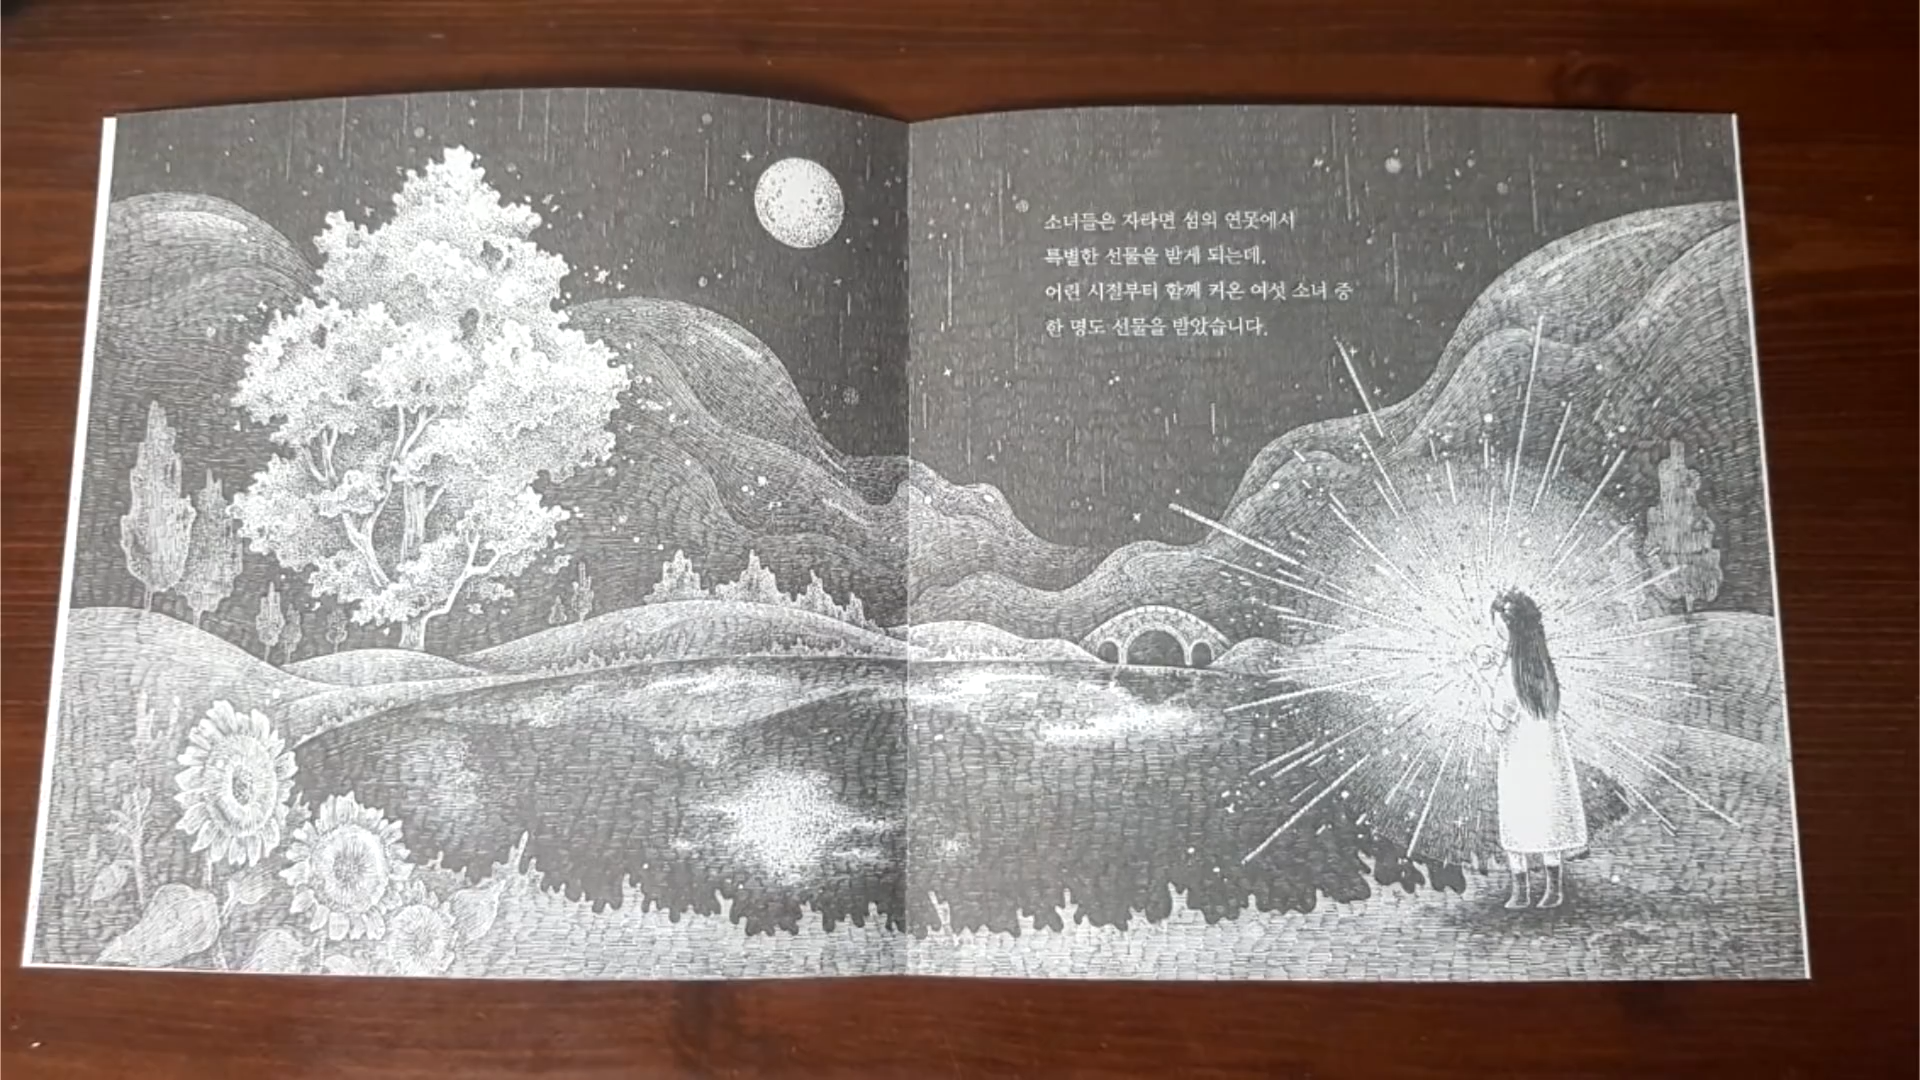 소녀들은 자라면 섬의 연못에서
특별한 선물을 받게 되는데,
어린 시절부터 함께 커온 여섯 소녀 중
한 명도 선물을 받았습니다.